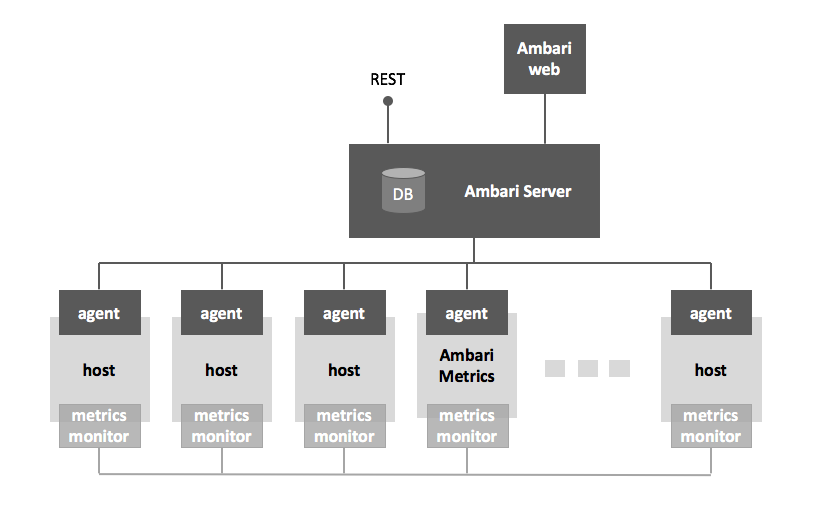 Ambari
web
REST
DB
Ambari Server
agent
agent
agent
agent
agent
host
host
host
Ambari
Metrics
host
metrics
monitor
metrics
monitor
metrics
monitor
metrics
monitor
metrics
monitor